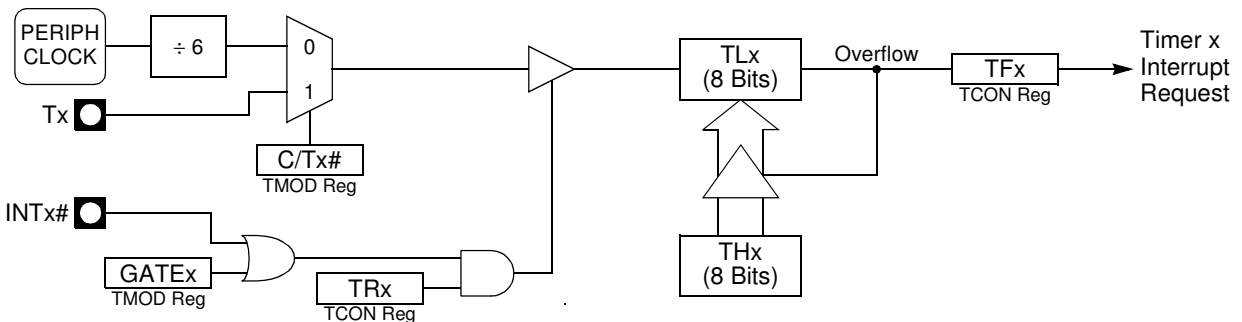 PERIPH
CLOCK
÷ 6
0
1
Tx
C/Tx#
TMOD Reg
INTx#
GATEx
TMOD Reg
TRx
TCON Reg
TLx
(8 Bits)
Overflow
THx
(8 Bits)
TFx
TCON Reg
Timer x
Interrupt
Request